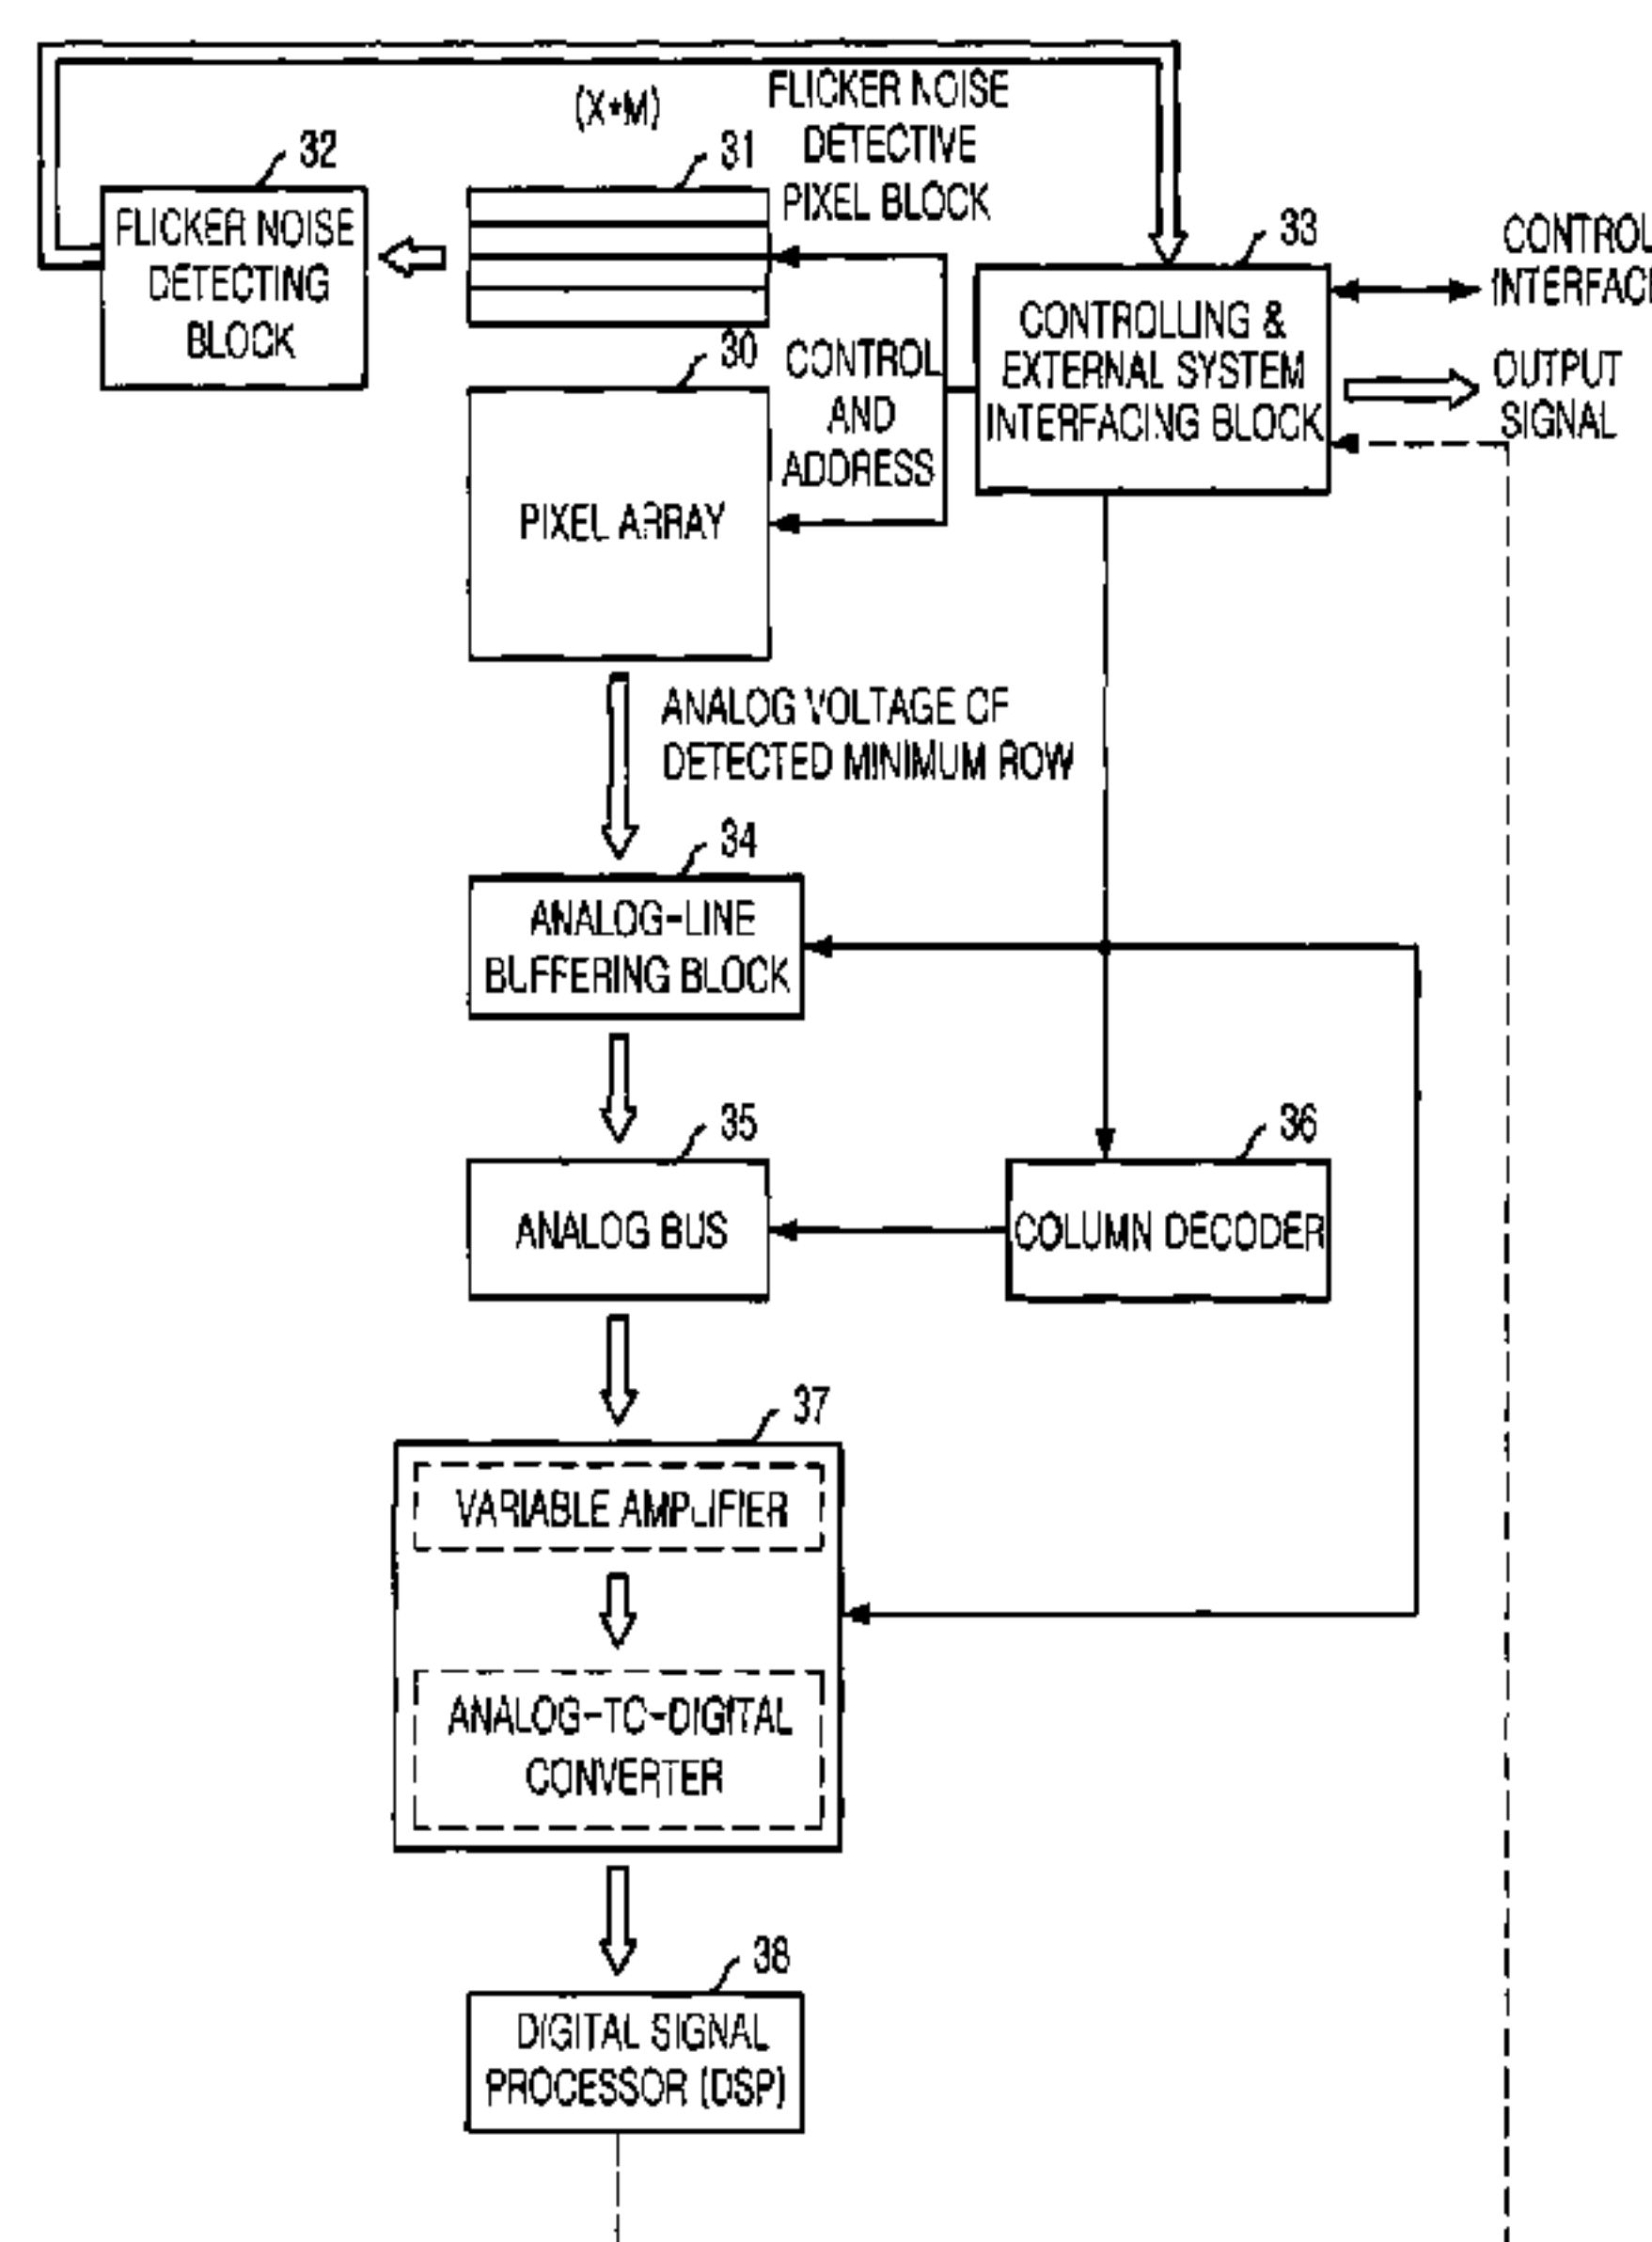 (X*M)
FLICKER NOISE
DETECTIVE
PIXEL BLOCK
32
31
33
FLICKER NOISE
DETECTING
BLOCK
CONTROL
INTERFACI
CONTROLLING &
EXTERNAL SYSTEM
INTERFACING BLOCK
OUTPUT
SIGNAL
30
CONTROL
AND
ADDRESS
PIXEL ARRAY
ANALOG VOLTAGE OF
DETECTED MINIMUM ROW
34
ANALOG-LINE
BUFFERING BLOCK
35
36
ANALOG BUS
COLUMN DECODER
37
VARIABLE AMPLIFIER
ANALOG-TO-DIGITAL
CONVERTER
38
DIGITAL SIGNAL
PROCESSOR (DSP)